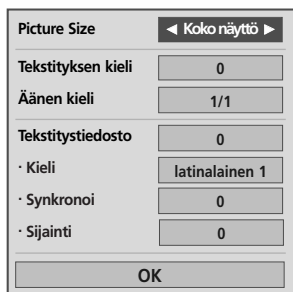 Picture Size ◄ Koko näyttö ►
Tekstityksen kieli 0
Äänen kieli 1/1
Tekstitystiedosto 0
· Kieli latinalainen 1
· Synkronoi 0
· Sijainti 0
OK